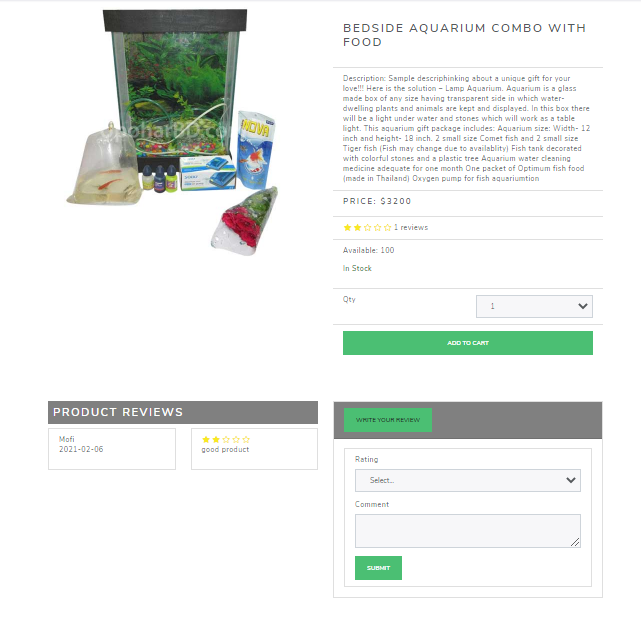 BEDSIDE AQUARIUM COMBO WITH
FOOD
Description: Sample descriphinking about a unique gift for your
love!!! Here is the solution – Lamp Aquarium. Aquarium is a glass
made box of any size having transparent side in which water-
dwelling plants and animals are kept and displayed. In this box there
will be a light under water and stones which will work as a table
light. This aquarium gift package includes: Aquarium size: Width- 12
inch and height- 18 inch. 2 small size Comet fish and 2 small size
Tiger fish (Fish may change due to availablity) Fish tank decorated
with colorful stones and a plastic tree Aquarium water cleaning
medicine adequate for one month One packet of Optimum fish food
(made in Thailand) Oxygen pump for fish aquariumtion
PRICE: $3200
1 reviews
Available: 100
In Stock
Qty
1
ADD TO CART
NOVA
PRODUCT REVIEWS
Mofi
2021-02-06
good product
WRITE YOUR REVIEW
Rating
Select...
Comment
SUBMIT